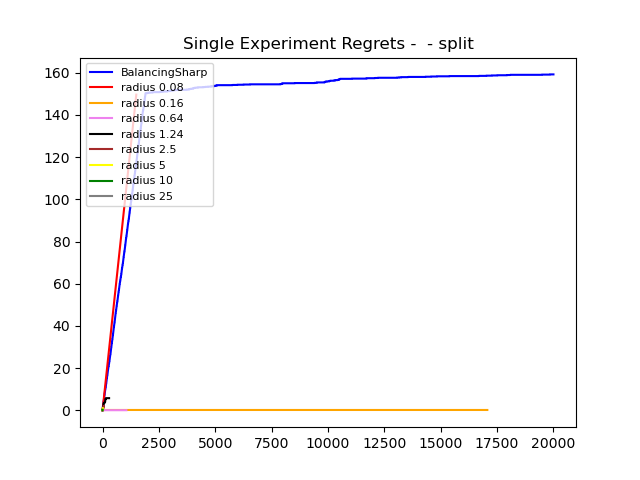 Single Experiment Regrets -  - split
160
140
120
100
80
60
40
20
0
BalancingSharp
radius 0.08
radius 0.16
radius 0.64
radius 1.24
radius 2.5
radius 5
radius 10
radius 25
0 2500 5000 7500 10000 12500 15000 17500 20000